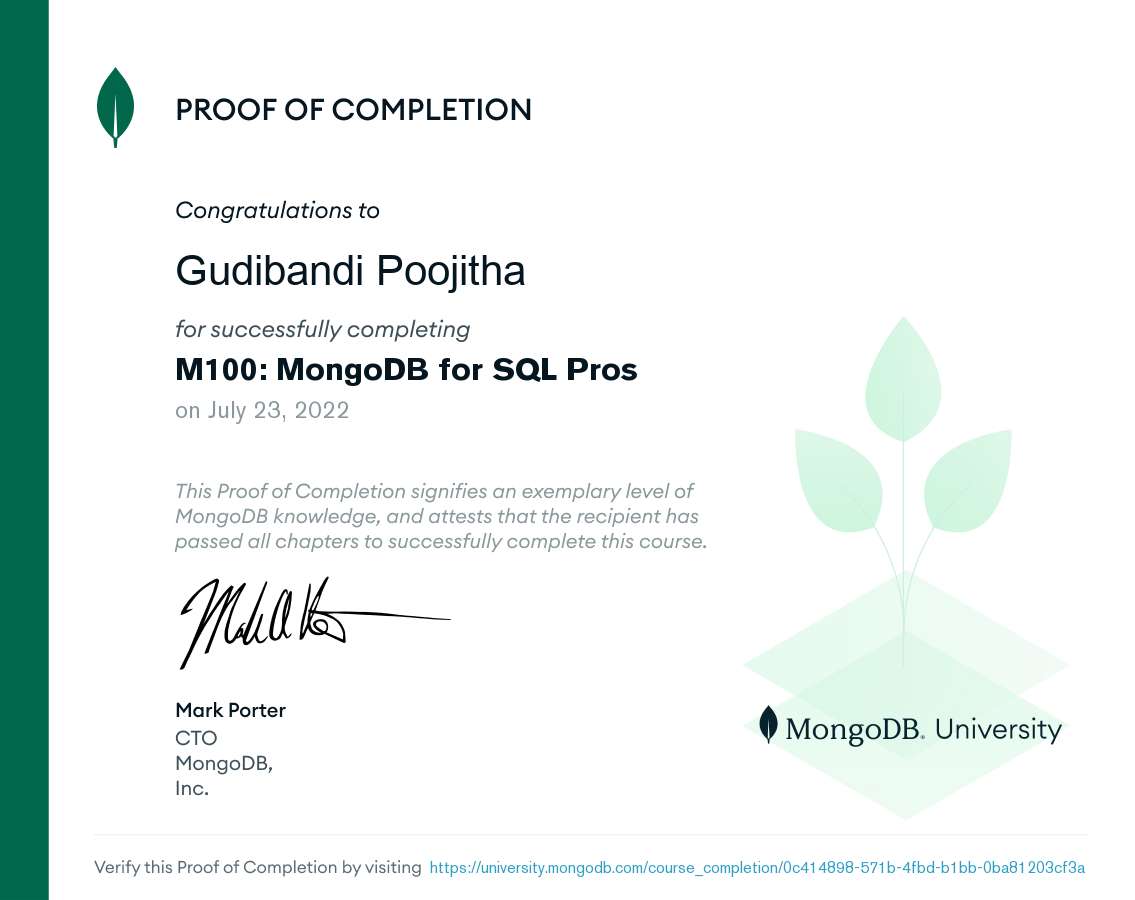 PROOF OF COMPLETION
Congratulations to
Gudibandi Poojitha
for successfully completing
M100: MongoDB for SQL Pros
on July 23, 2022
This Proof of Completion signifies an exemplary level of
MongoDB knowledge, and attests that the recipient has
passed all chapters to successfully complete this course.
Mark Porter
CTO
MongoDB,
Inc.
MongoDB. University
Verify this Proof of Completion by visiting https://university.mongodb.com/course_completion/0c414898-571b-4fbd-b1bb-0ba81203cf3a